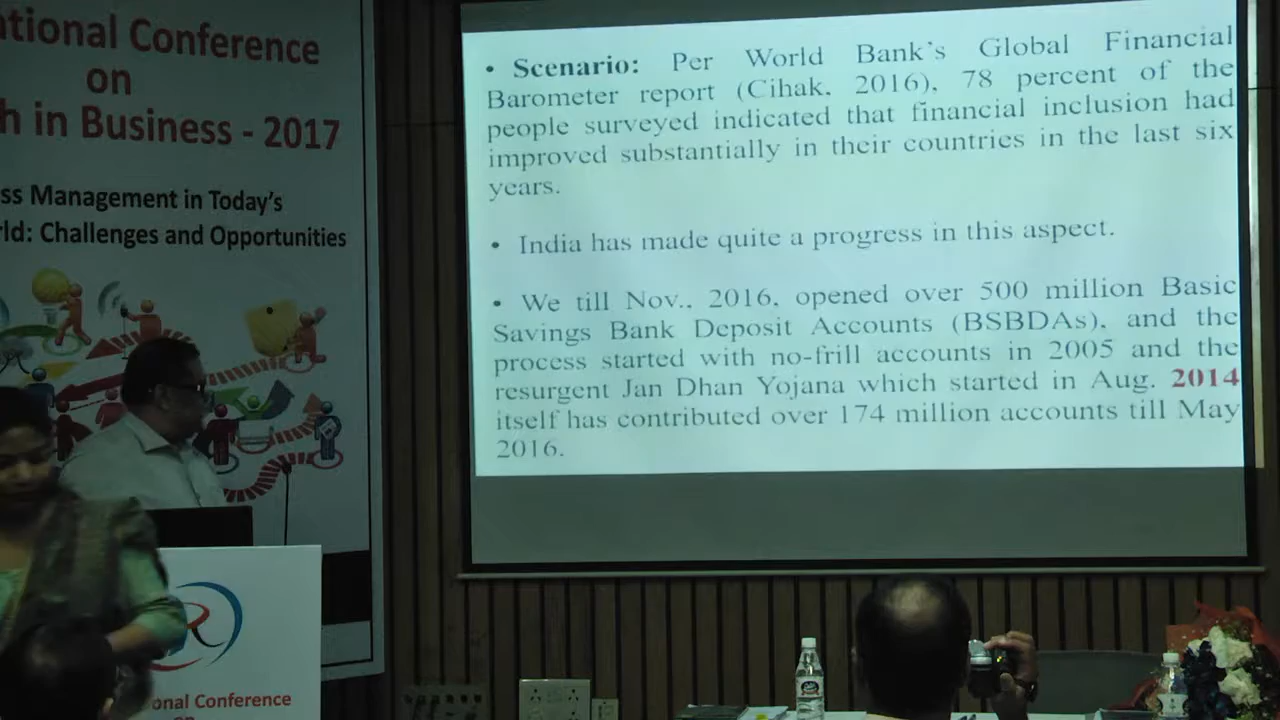 ational Conference
on
h in Business - 2017
ss Management in Today's
rld: Challenges and Opportunities
• Scenario: Per World Bank's Global Financial
Barometer report (Cihak, 2016), 78 percent of the
people surveyed indicated that financial inclusion had
improved substantially in their countries in the last six
years.
• India has made quite a progress in this aspect.
• We till Nov., 2016, opened over 500 million Basic
Savings Bank Deposit Accounts (BSBDAs), and the
process started with no-frill accounts in 2005 and the
resurgent Jan Dhan Yojana which started in Aug. 2014
itself has contributed over 174 million accounts till May
2016.
R
onal Conference